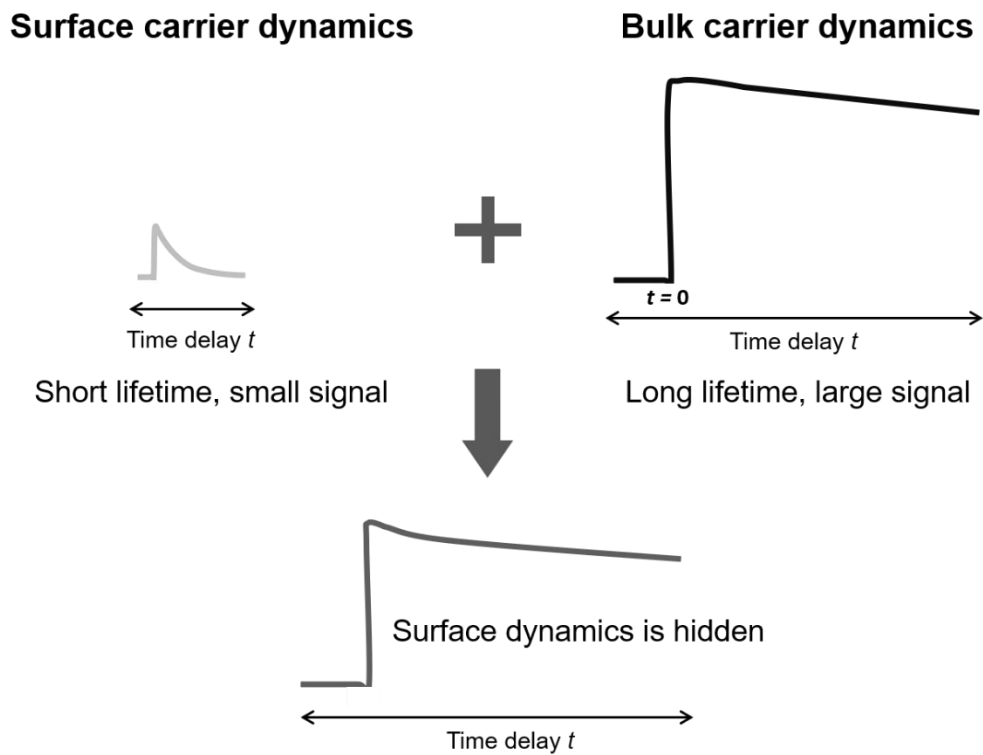 Surface carrier dynamics
Bulk carrier dynamics
t = 0
Time delay t
Time delay t
Short lifetime, small signal
Long lifetime, large signal
Surface dynamics is hidden
Time delay t